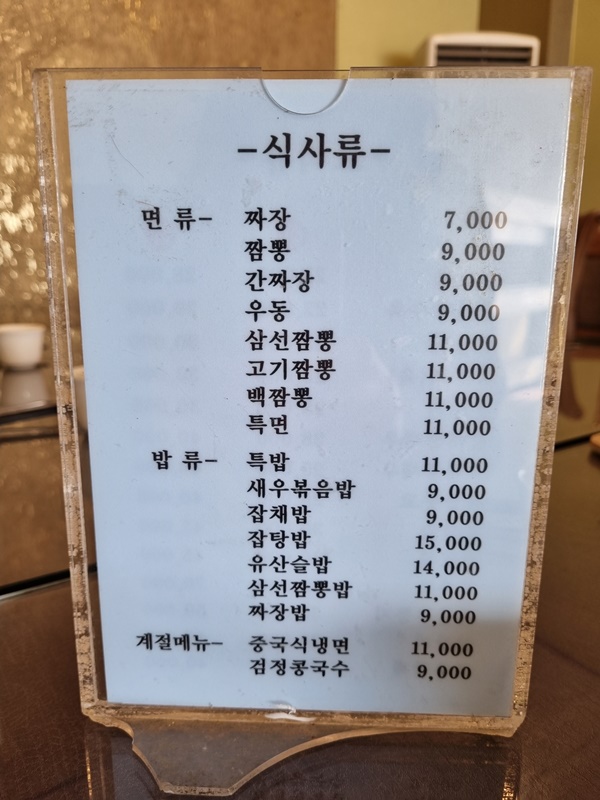 -식사류-
면 류- 짜장 7,000
짬뽕 9,000
간짜장 9,000
우동 9,000
삼선짬뽕 11,000
고기짬뽕 11,000
백짬뽕 11,000
특면 11,000
밥 류- 특밥 11,000
새우볶음밥 9,000
잡채밥 9,000
잡탕밥 15,000
유산슬밥 14,000
삼선짬뽕밥 11,000
짜장밥 9,000
계절메뉴- 중국식냉면 11,000
검정콩국수 9,000